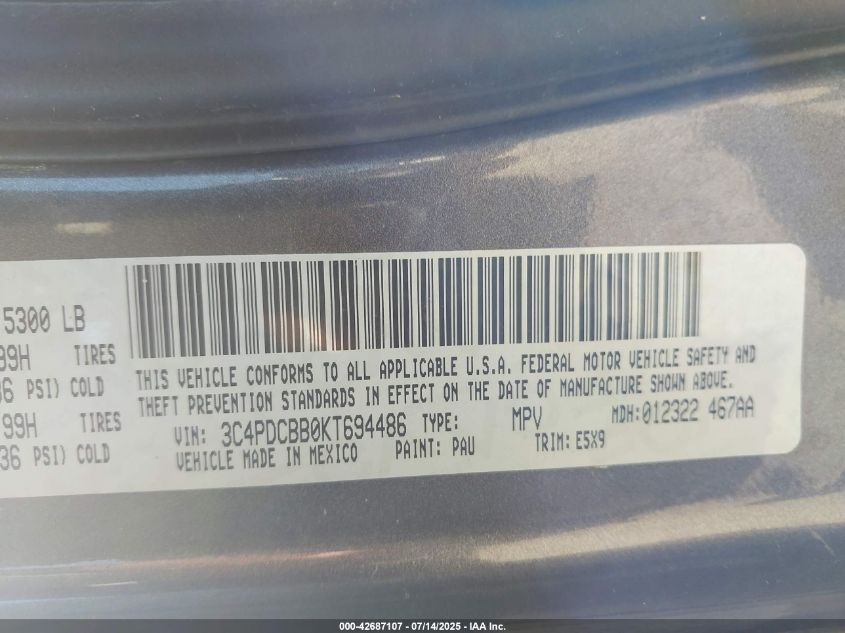 5300 LB
99H TIRES
36 PSI) COLD
99H TIRES
36 PSI) COLD
THIS VEHICLE CONFORMS TO ALL APPLICABLE U.S.A. FEDERAL MOTOR VEHICLE SAFETY AND
THEFT PREVENTION STANDARDS IN EFFECT ON THE DATE OF MANUFACTURE SHOWN ABOVE.
VIN: 3C4PDCBB0KT694486 TYPE: MPV MDH:012322 467AA
VEHICLE MADE IN MEXICO PAINT: PAU TRIM: E5X9
000-42687107 - 07/14/2025 - IAA Inc.